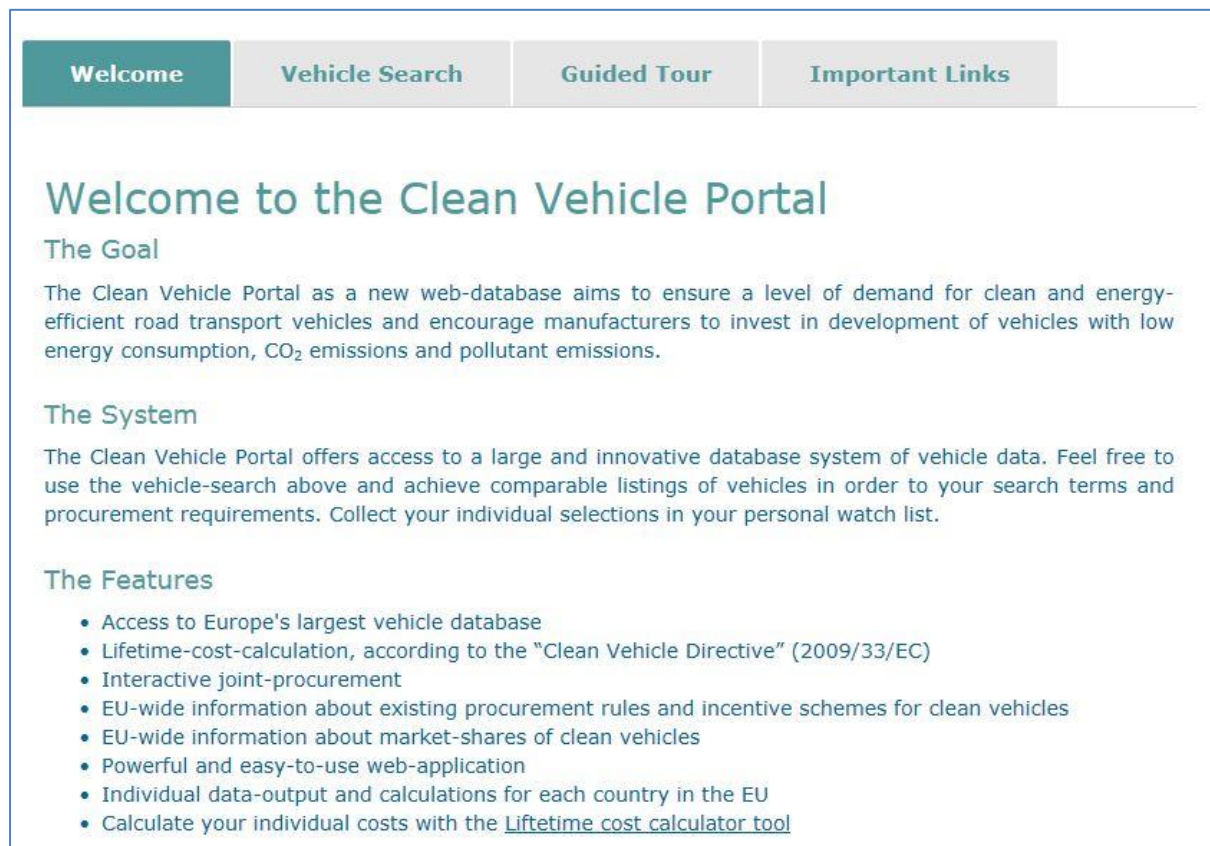 Welcome Vehicle Search Guided Tour Important Links
Welcome to the Clean Vehicle Portal
The Goal
The Clean Vehicle Portal as a new web-database aims to ensure a level of demand for clean and energy-
efficient road transport vehicles and encourage manufacturers to invest in development of vehicles with low
energy consumption, CO₂ emissions and pollutant emissions.
The System
The Clean Vehicle Portal offers access to a large and innovative database system of vehicle data. Feel free to
use the vehicle-search above and achieve comparable listings of vehicles in order to your search terms and
procurement requirements. Collect your individual selections in your personal watch list.
The Features
• Access to Europe's largest vehicle database
• Lifetime-cost-calculation, according to the “Clean Vehicle Directive” (2009/33/EC)
• Interactive joint-procurement
• EU-wide information about existing procurement rules and incentive schemes for clean vehicles
• EU-wide information about market-shares of clean vehicles
• Powerful and easy-to-use web-application
• Individual data-output and calculations for each country in the EU
• Calculate your individual costs with the Liftetime cost calculator tool